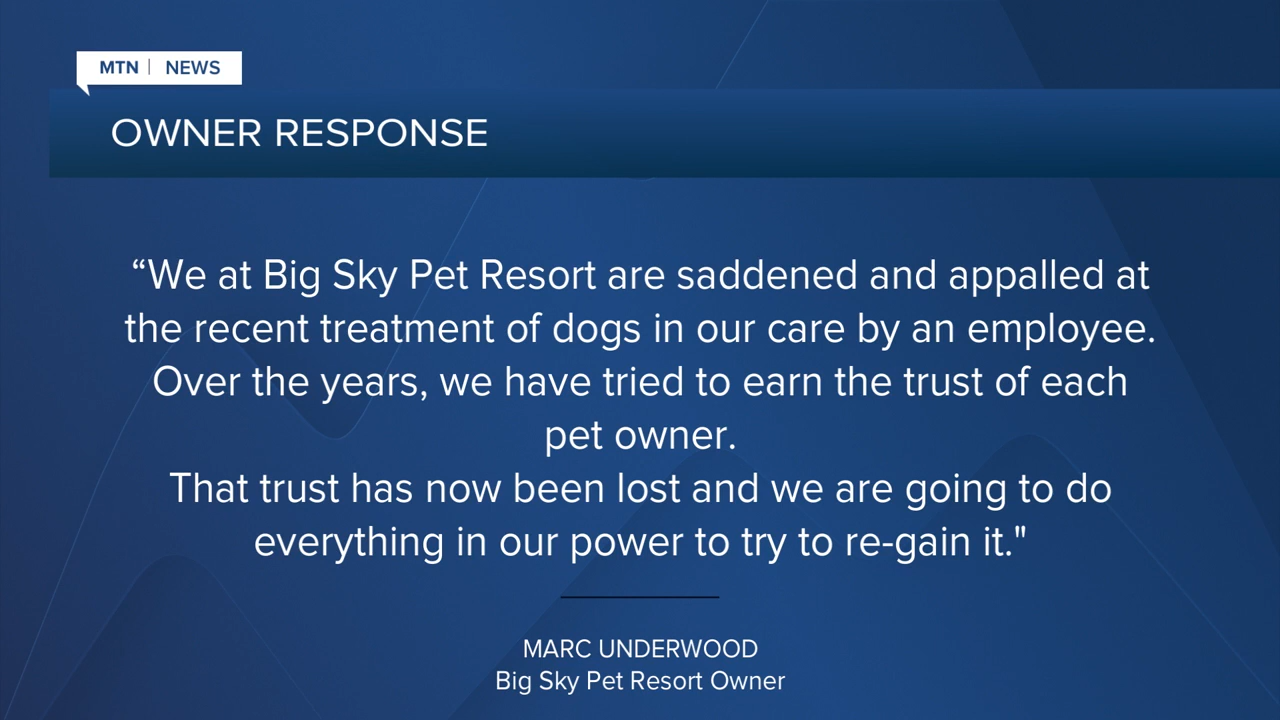 MTN | NEWS
OWNER RESPONSE
“We at Big Sky Pet Resort are saddened and appalled at
the recent treatment of dogs in our care by an employee.
Over the years, we have tried to earn the trust of each
pet owner.
That trust has now been lost and we are going to do
everything in our power to try to re-gain it."
MARC UNDERWOOD
Big Sky Pet Resort Owner